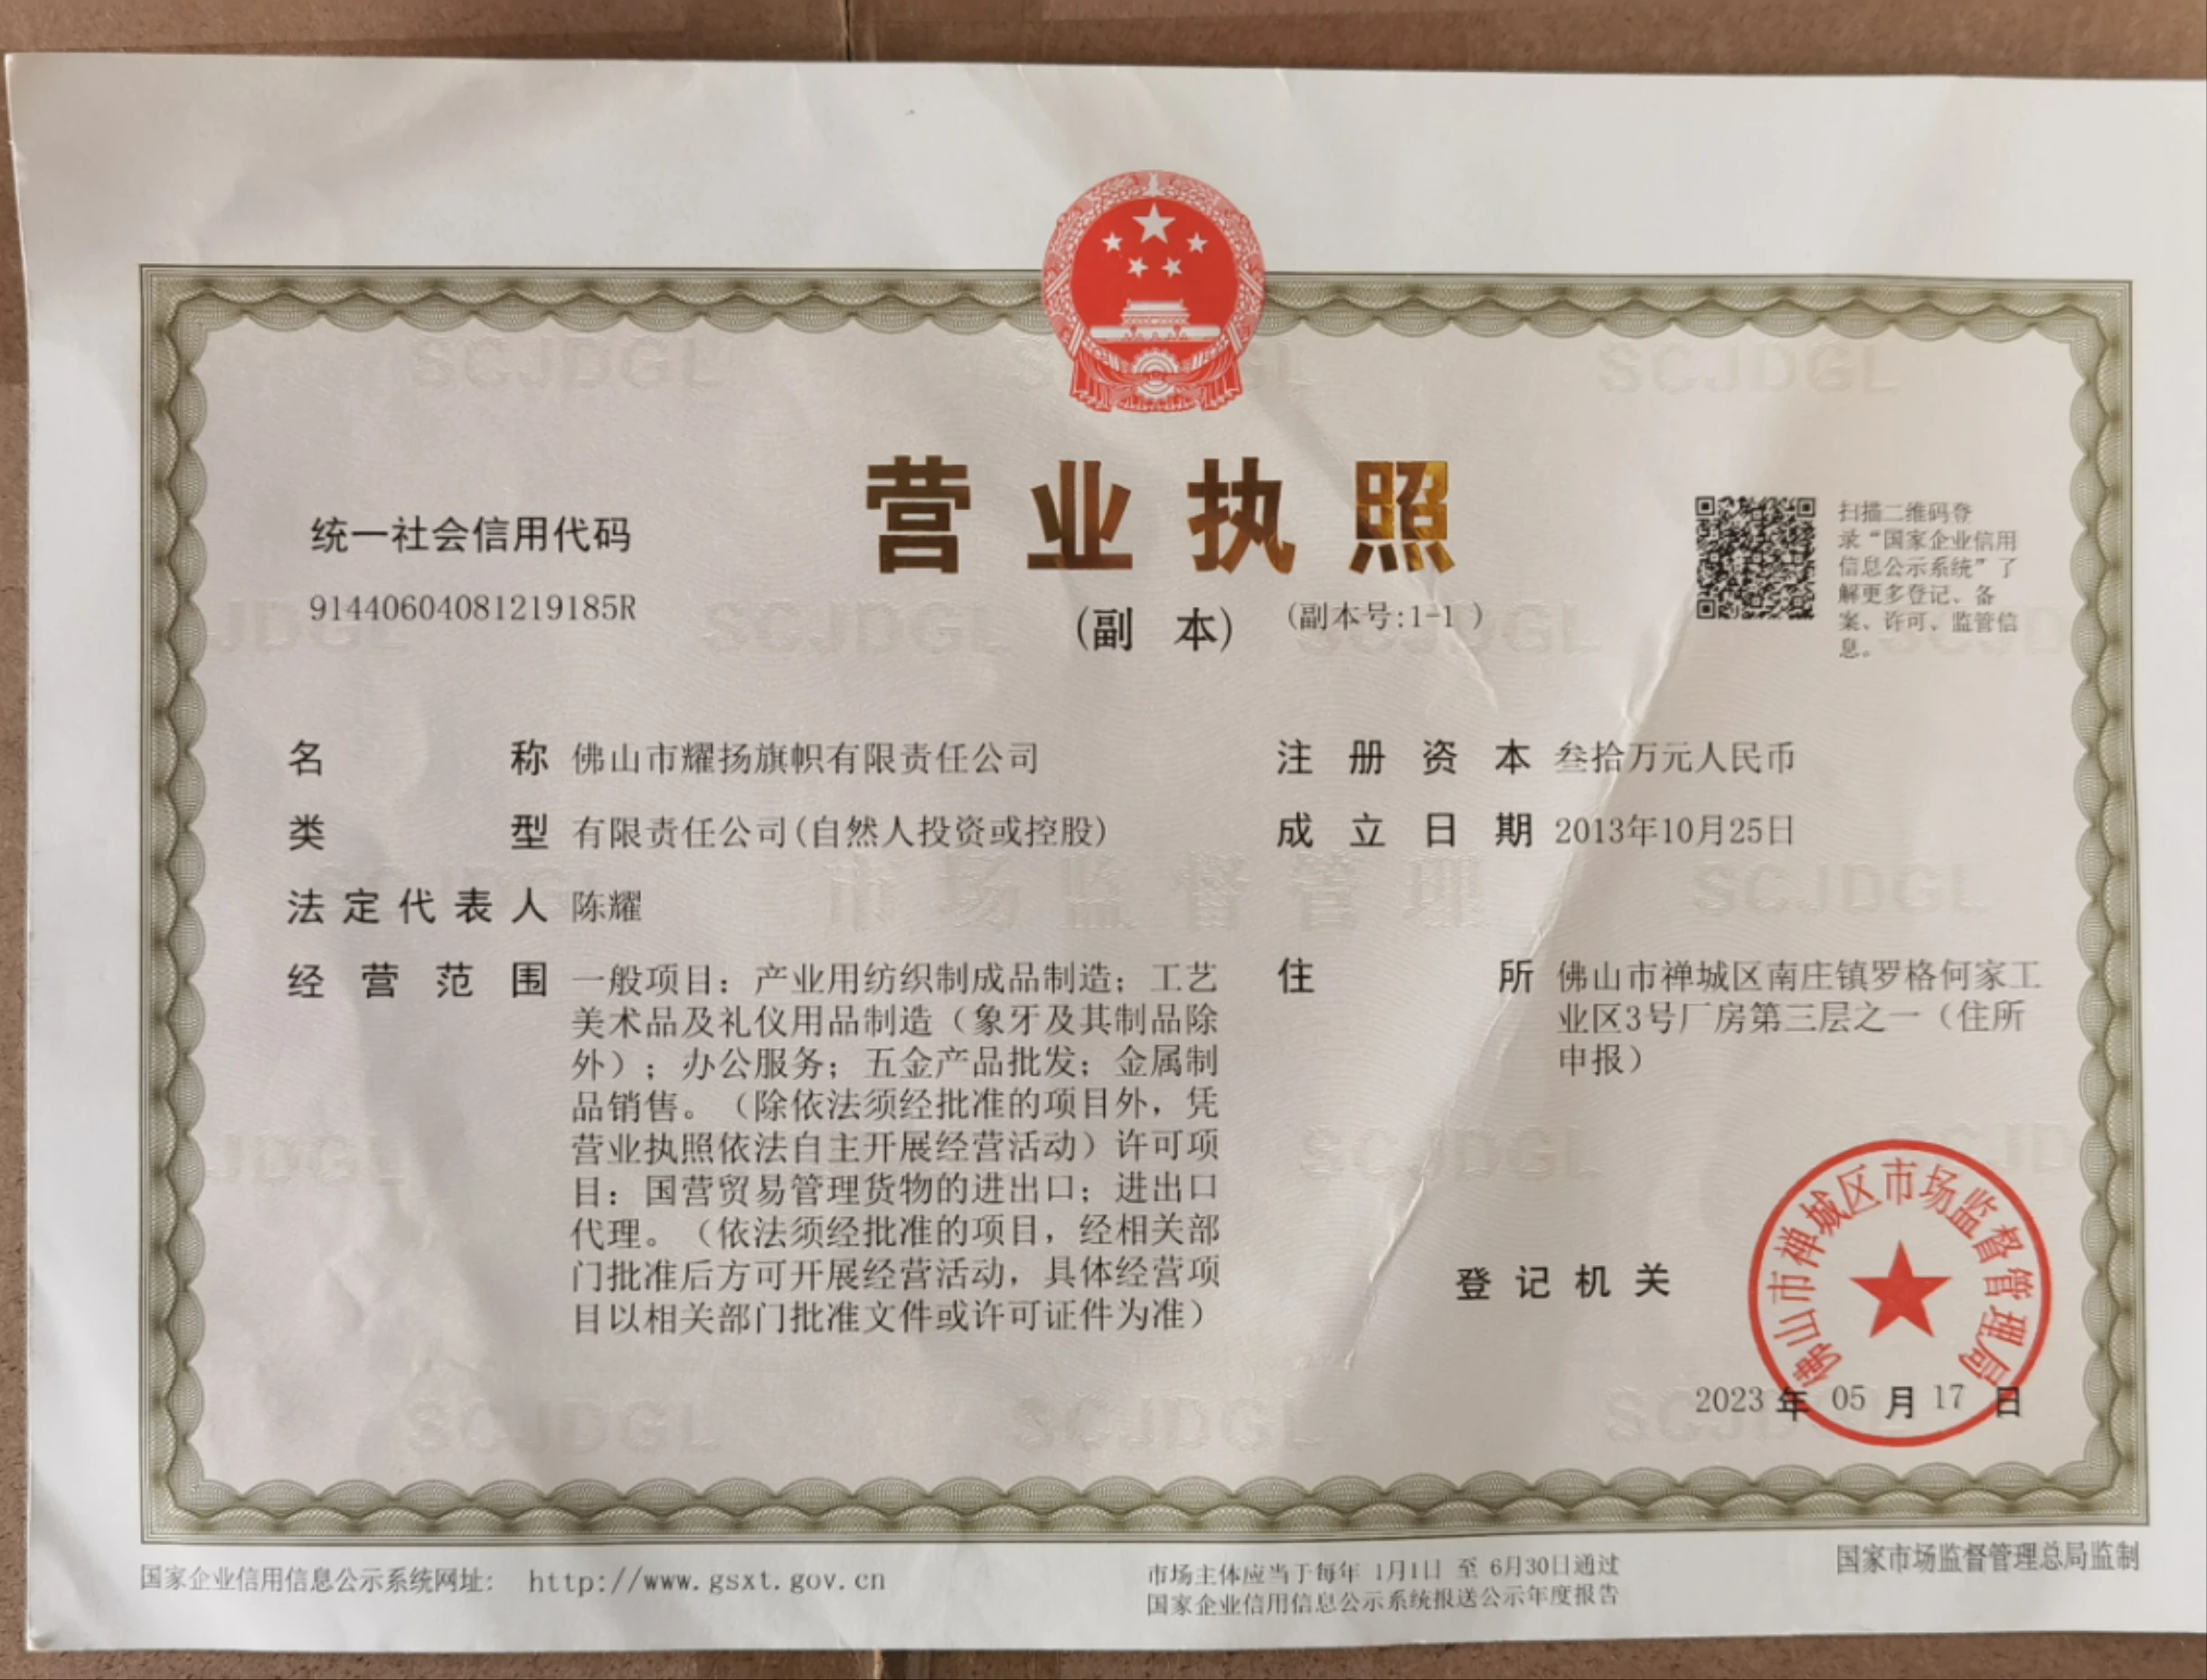 营业执照
(副 本)
(副本号:1-1 )
统一社会信用代码
91440604081219185R
扫描二维码登
录“国家企业信用
信息公示系统”了
解更多登记、备
案、许可、监管信
息。
名称 佛山市耀扬旗帜有限责任公司
类型 有限责任公司(自然人投资或控股)
法定代表人 陈耀
经营范围 一般项目：产业用纺织制成品制造；工艺
美术品及礼仪用品制造（象牙及其制品除
外）；办公服务；五金产品批发；金属制
品销售。（除依法须经批准的项目外，凭
营业执照依法自主开展经营活动）许可项
目：国营贸易管理货物的进出口；进出口
代理。（依法须经批准的项目，经相关部
门批准后方可开展经营活动，具体经营项
目以相关部门批准文件或许可证件为准）
注册资本 叁拾万元人民币
成立日期 2013年10月25日
住所 佛山市禅城区南庄镇罗格何家工
业区3号厂房第三层之一（住所
申报）
登记机关
佛山市禅城区市场监督管理局
2023 年 05 月 17 日
SCJDGL
市场监督管理
国家企业信用信息公示系统网址： http://www.gsxt.gov.cn
市场主体应当于每年 1月1日 至 6月30日通过
国家企业信用信息公示系统报送公示年度报告
国家市场监督管理总局监制